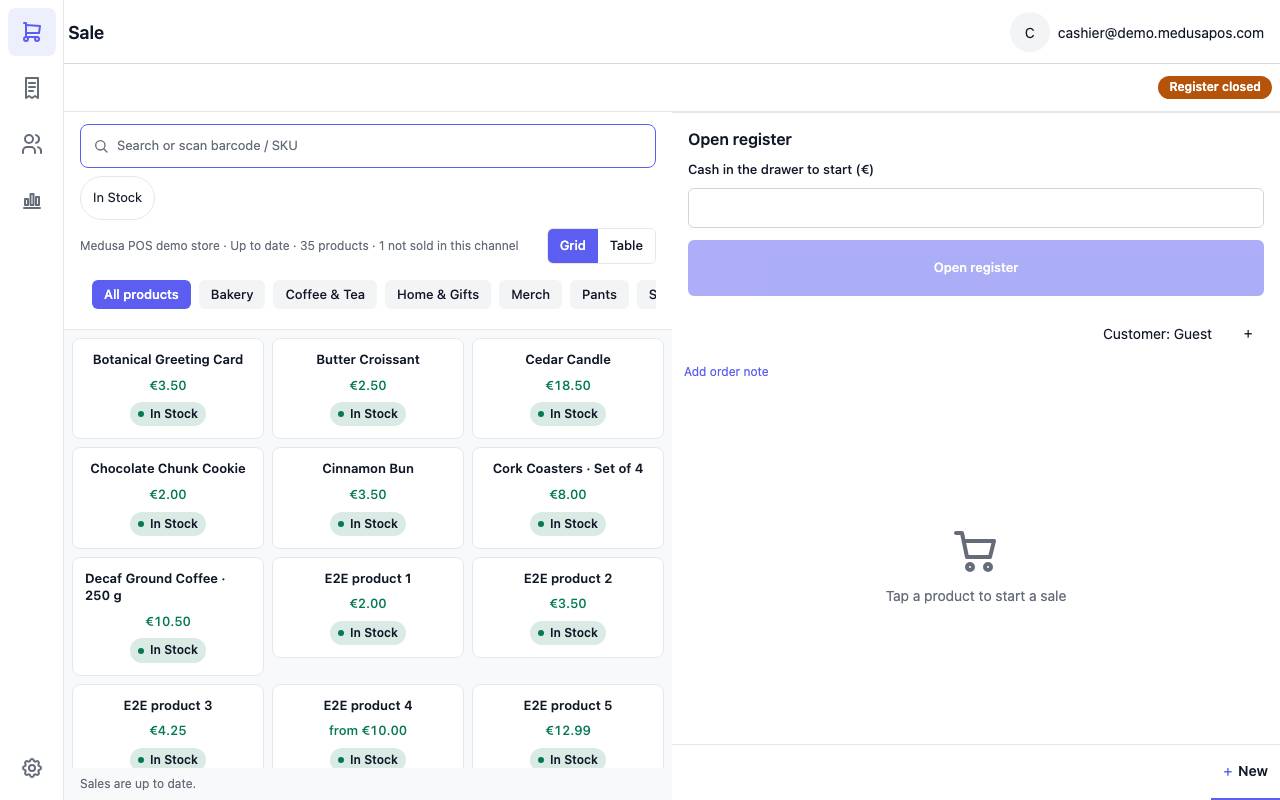 Sale
C
cashier@demo.medusapos.com
Register closed
Search or scan barcode / SKU
In Stock
Medusa POS demo store · Up to date · 35 products · 1 not sold in this channel
Grid
Table
All products
Bakery
Coffee & Tea
Home & Gifts
Merch
Pants
S
Botanical Greeting Card
€3.50
In Stock
Butter Croissant
€2.50
In Stock
Cedar Candle
€18.50
In Stock
Chocolate Chunk Cookie
€2.00
In Stock
Cinnamon Bun
€3.50
In Stock
Cork Coasters · Set of 4
€8.00
In Stock
Decaf Ground Coffee ·
250 g
€10.50
In Stock
E2E product 1
€2.00
In Stock
E2E product 2
€3.50
In Stock
E2E product 3
€4.25
In Stock
E2E product 4
from €10.00
In Stock
E2E product 5
€12.99
In Stock
Sales are up to date.
Open register
Cash in the drawer to start (€)
Open register
Customer: Guest
+
Add order note
Tap a product to start a sale
+ New